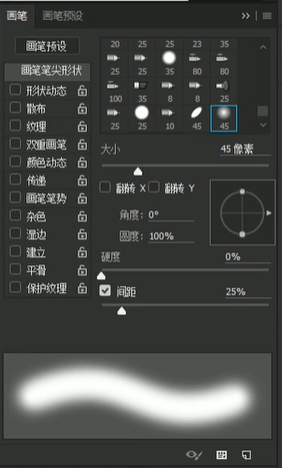 画笔 画笔预设
画笔预设
画笔笔尖形状
形状动态
散布
纹理
双重画笔
颜色动态
传递
画笔笔势
杂色
湿边
建立
平滑
保护纹理
20 25 25 23 35
25 25 35 80 80
100 35 8 8 25
25 25 10 45 45
大小 45 像素
翻转 X 翻转 Y
角度: 0°
圆度: 100%
硬度 0%
间距 25%